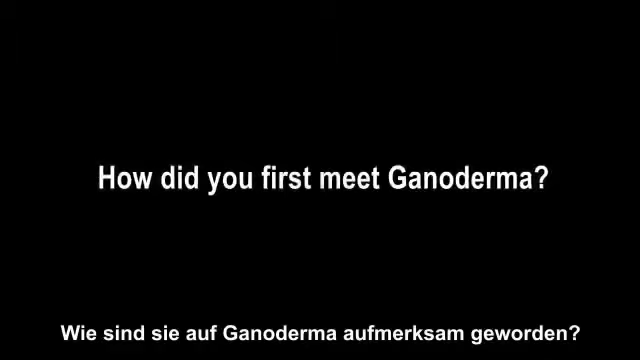 How did you first meet Ganoderma?
Wie sind sie auf Ganoderma aufmerksam geworden?